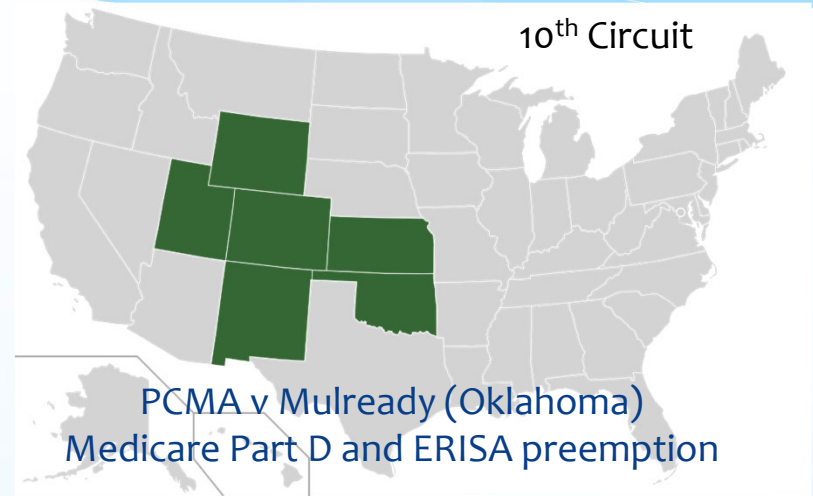 10th Circuit
PCMA v Mulready (Oklahoma)
Medicare Part D and ERISA preemption